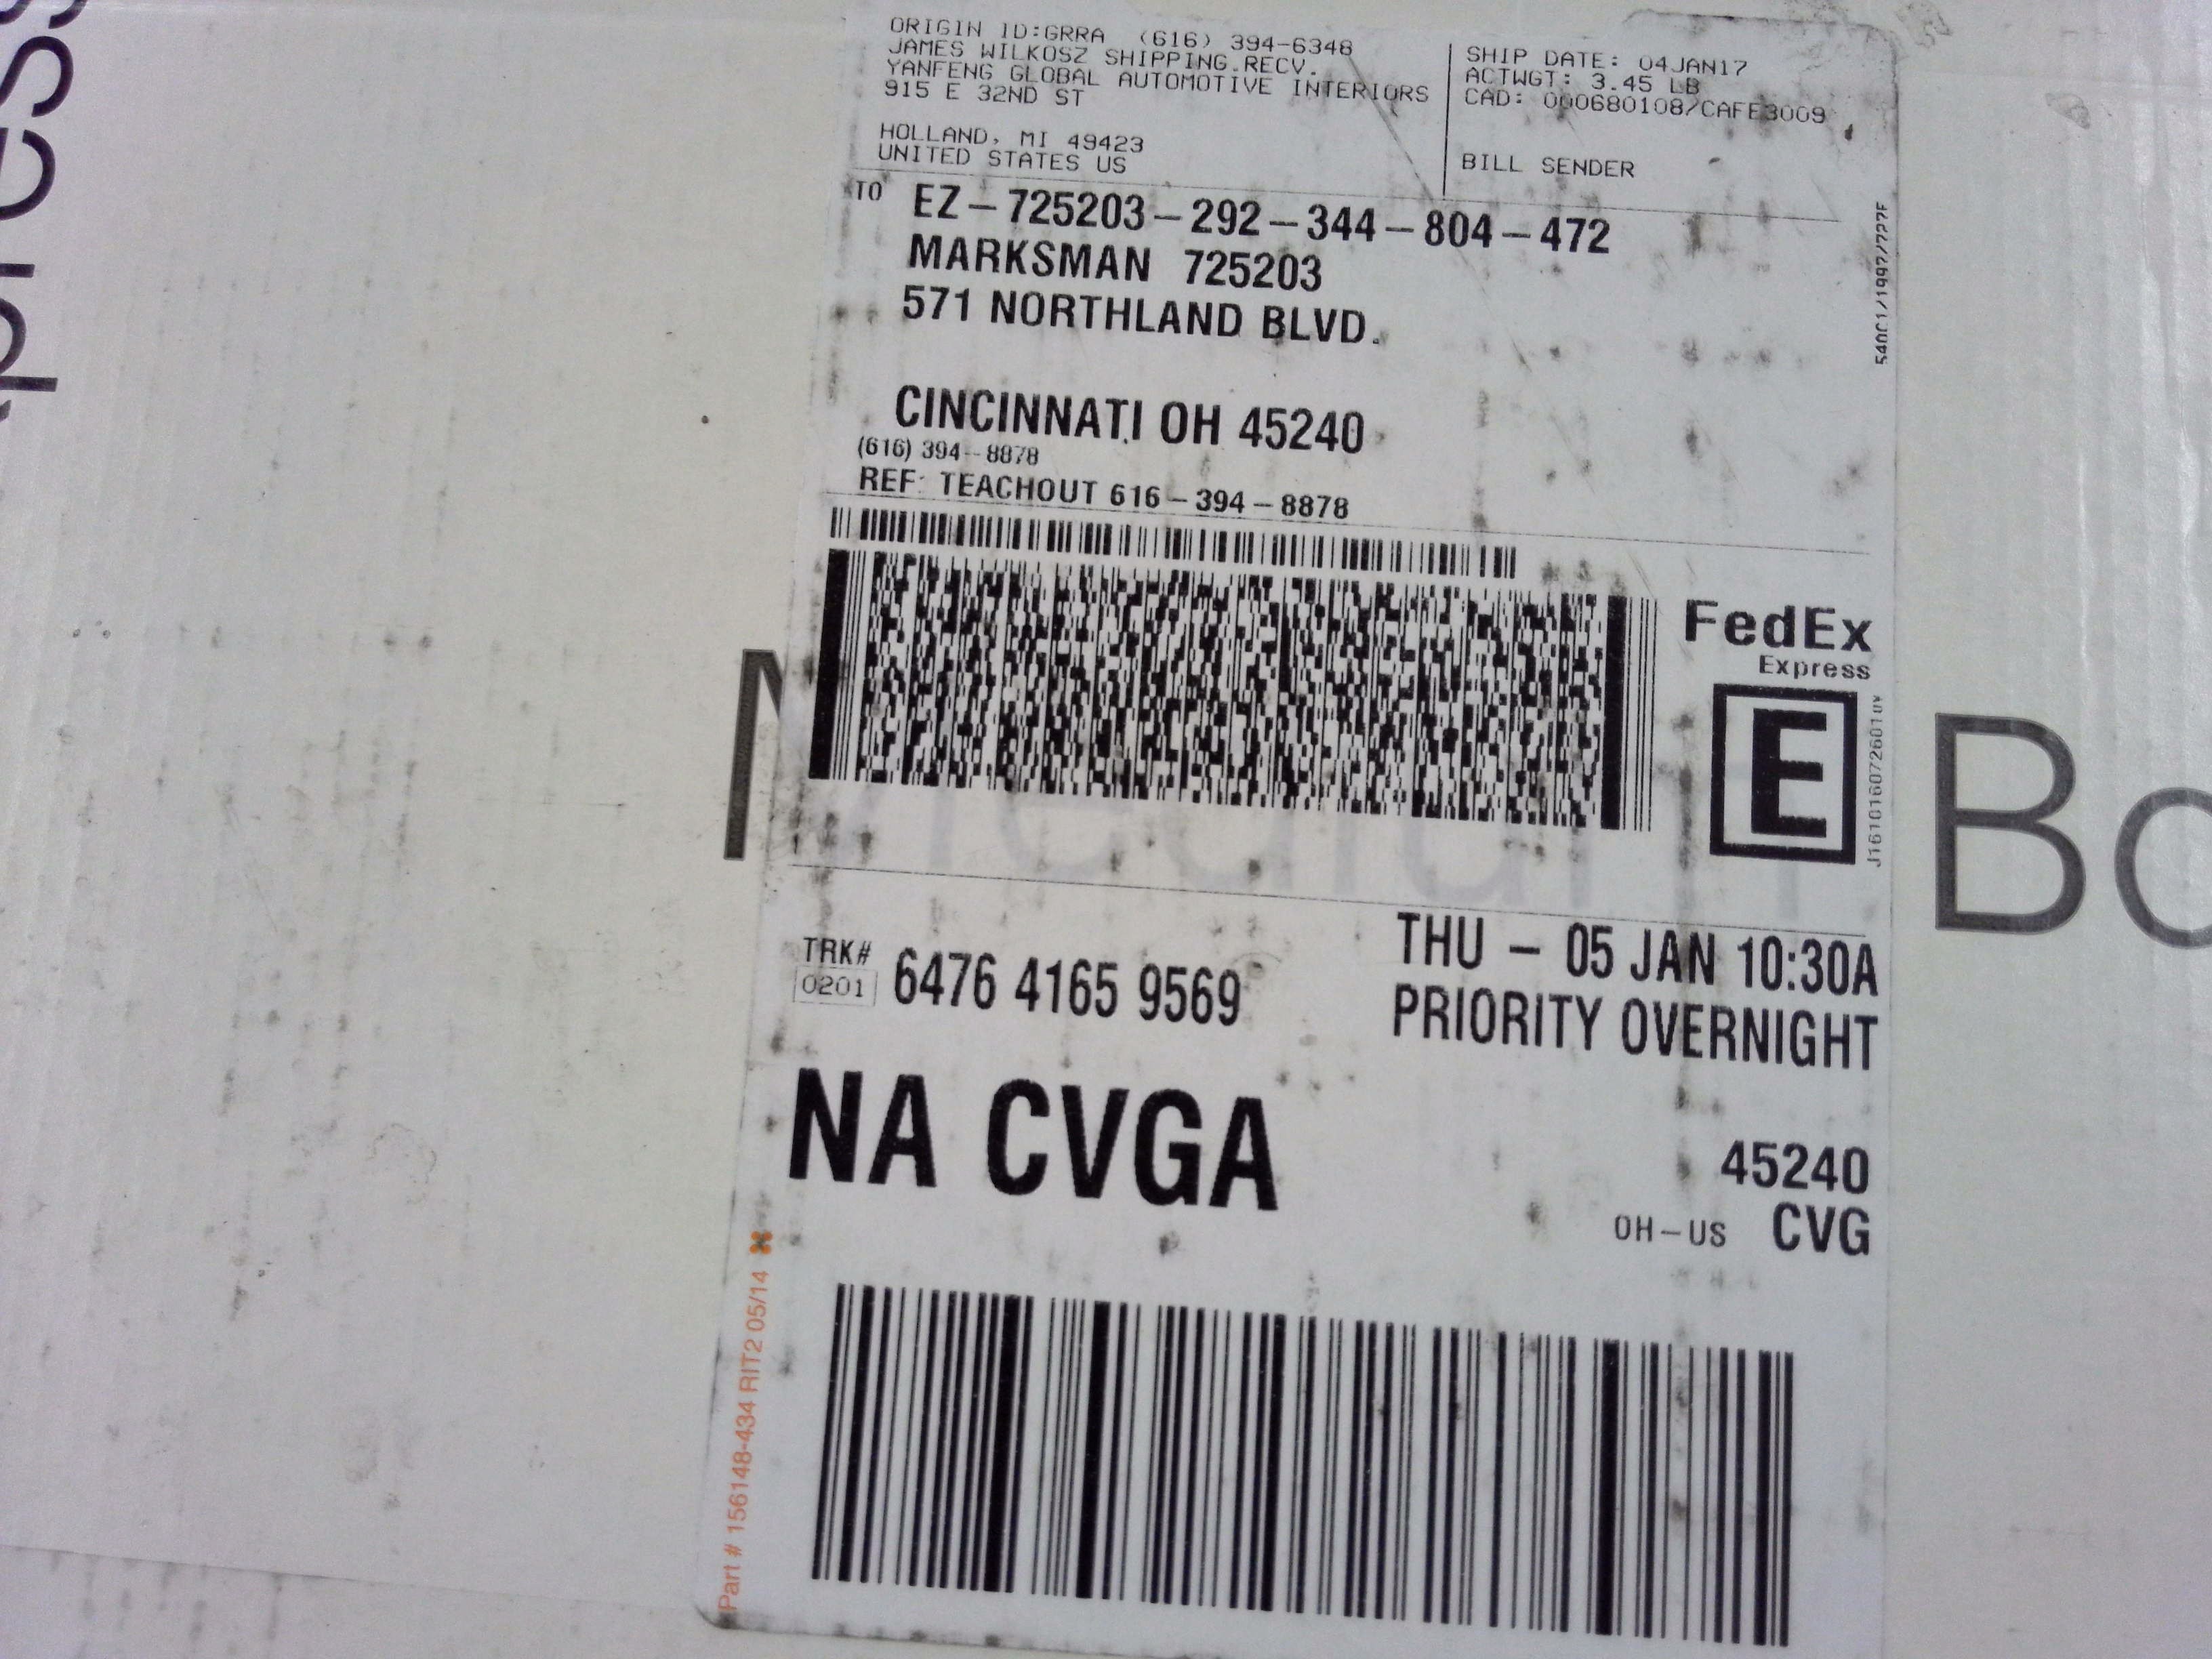 ORIGIN ID:GRRA (616) 394-6348
JAMES WILKOSZ SHIPPING.RECV.
YANFENG GLOBAL AUTOMOTIVE INTERIORS
915 E 32ND ST
HOLLAND, MI 49423
UNITED STATES US
SHIP DATE: 04JAN17
ACTWGT: 3.45 LB
CAD: 000680108/CAFE3009
BILL SENDER
TO EZ-725203-292-344-804-472
MARKSMAN 725203
571 NORTHLAND BLVD.
CINCINNATI OH 45240
(616) 394-8878
REF: TEACHOUT 616-394-8878
FedEx
Express
E
J161016072601uv
TRK#
0201
6476 4165 9569
THU - 05 JAN 10:30A
PRIORITY OVERNIGHT
NA CVGA
45240
OH-US CVG
Part # 156148-434 RIT2 05/14
Medium Bo
press